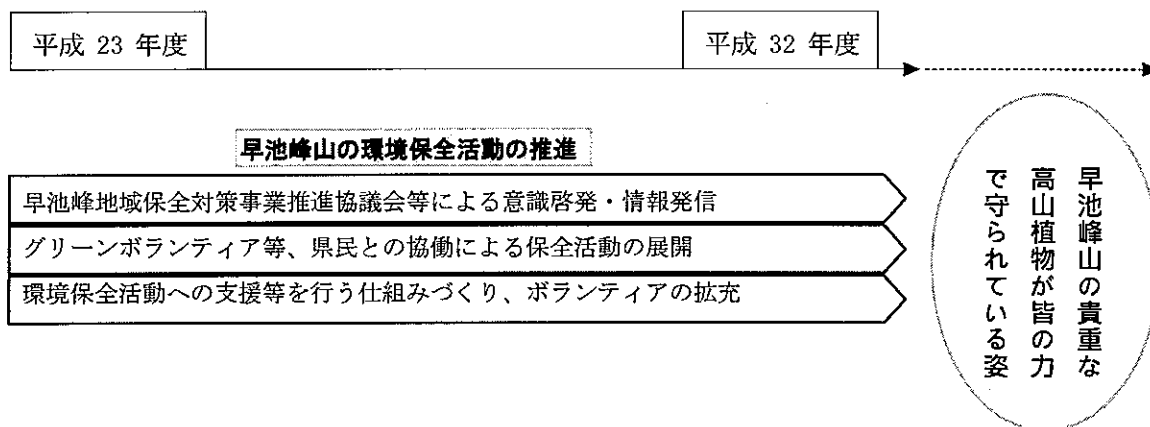 平成 23 年度
平成 32 年度
早池峰山の環境保全活動の推進
早池峰地域保全対策事業推進協議会等による意識啓発・情報発信
グリーンボランティア等、県民との協働による保全活動の展開
環境保全活動への支援等を行う仕組みづくり、ボランティアの拡充
早池峰山の貴重な
高山植物が皆の力
で守られている姿